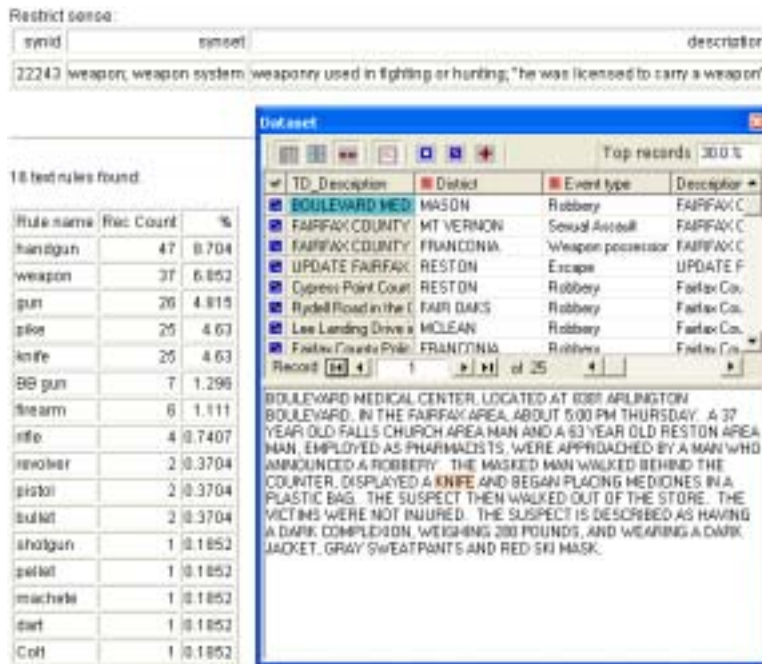 Restrict sense:
synid synset description
22243 weapon; weapon system weaponry used in fighting or hunting; "he was licensed to carry a weapon"
18 text rules found.
Rule name Rec Count %
handgun 47 8.704
weapon 37 6.852
gun 26 4.815
pike 25 4.63
knife 25 4.63
BB gun 7 1.296
firearm 6 1.111
rifle 4 0.7407
revolver 2 0.3704
pistol 2 0.3704
bullet 2 0.3704
shotgun 1 0.1852
pellet 1 0.1852
machete 1 0.1852
dart 1 0.1852
Colt 1 0.1852
Dataset
Top records 30.0 %
TD_Description District Event type Description
BOULEVARD MED MASON Robbery FAIRFAX C
FAIRFAX COUNTY MT VERNON Sexual Assault FAIRFAX C
FAIRFAX COUNTY FRANCONIA Weapon possession FAIRFAX C
UPDATE FAIRFAX RESTON Escape UPDATE F
Cypress Point Court RESTON Robbery Fairfax Cou
Rydell Road in the C FAIR OAKS Robbery Fairfax Cou
Lee Landing Drive in MCLEAN Robbery Fairfax Cou
Fairfax County Polic FRANCONIA Robbery Fairfax Cou
Record 1 of 25
BOULEVARD MEDICAL CENTER, LOCATED AT ARLINGTON
BOULEVARD, IN THE FAIRFAX AREA, ABOUT 5:00 PM THURSDAY. A 37
YEAR OLD FALLS CHURCH AREA MAN AND A 63 YEAR OLD RESTON AREA
MAN, EMPLOYED AS PHARMACISTS, WERE APPROACHED BY A MAN WHO
ANNOUNCED A ROBBERY. THE MASKED MAN WALKED BEHIND THE
COUNTER, DISPLAYED A KNIFE AND BEGAN PLACING MEDICINES IN A
PLASTIC BAG. THE SUSPECT THEN WALKED OUT OF THE STORE. THE
VICTIMS WERE NOT INJURED. THE SUSPECT IS DESCRIBED AS HAVING
A DARK COMPLEXION, WEIGHING 280 POUNDS, AND WEARING A DARK
JACKET, GRAY SWEATPANTS AND RED SKI MASK.